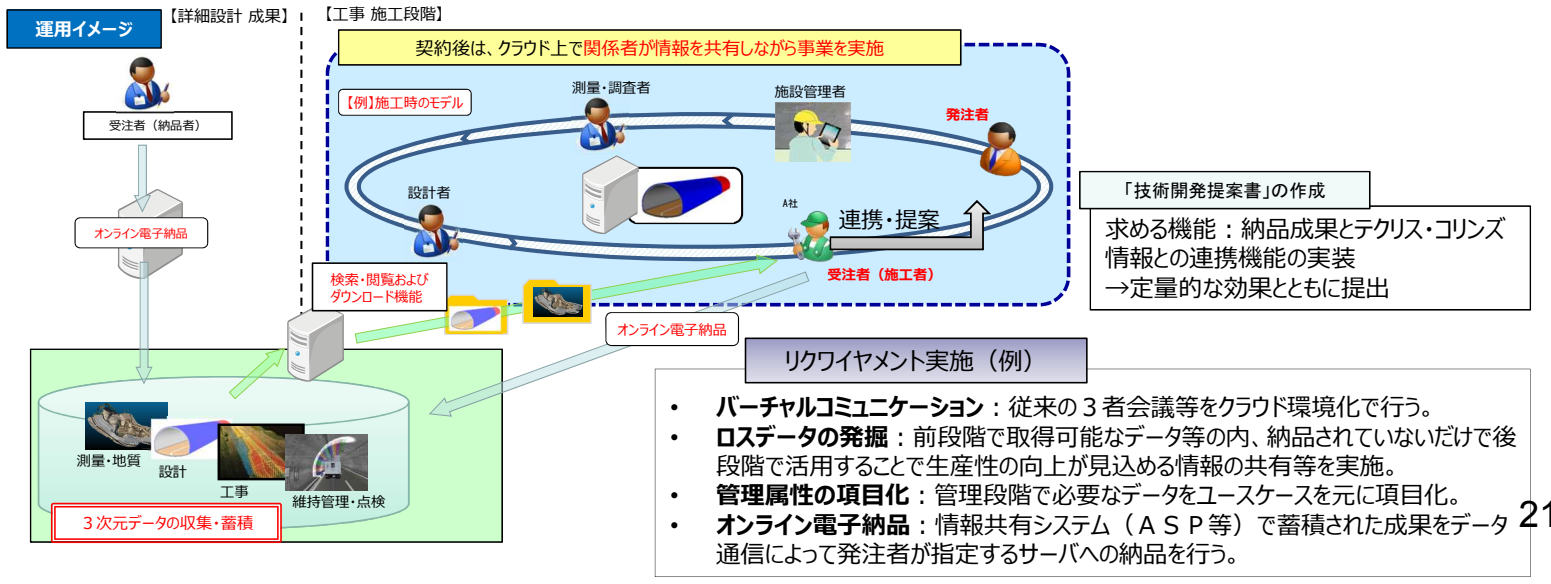 運用イメージ
【詳細設計 成果】
【工事 施工段階】
契約後は、クラウド上で関係者が情報を共有しながら事業を実施
受注者（納品者）
オンライン電子納品
【例】施工時のモデル
測量・調査者
施設管理者
発注者
設計者
A社
連携・提案
受注者（施工者）
検索・閲覧および
ダウンロード機能
オンライン電子納品
「技術開発提案書」の作成
求める機能：納品成果とテクリス・コリンズ
情報との連携機能の実装
→定量的な効果とともに提出
測量・地質
設計
工事
維持管理・点検
３次元データの収集・蓄積
リクワイヤメント実施（例）
• バーチャルコミュニケーション：従来の３者会議等をクラウド環境化で行う。
• ロスデータの発掘：前段階で取得可能なデータ等の内、納品されていないだけで後
段階で活用することで生産性の向上が見込める情報の共有等を実施。
• 管理属性の項目化：管理段階で必要なデータをユースケースを元に項目化。
• オンライン電子納品：情報共有システム（ＡＳＰ等）で蓄積された成果をデータ
通信によって発注者が指定するサーバへの納品を行う。
21